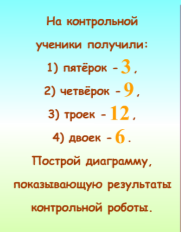 На контрольной
ученики получили:
1) пятёрок - 3,
2) четвёрок - 9,
3) троек - 12,
4) двоек - 6.
Построй диаграмму,
показывающую результаты
контрольной роботы.